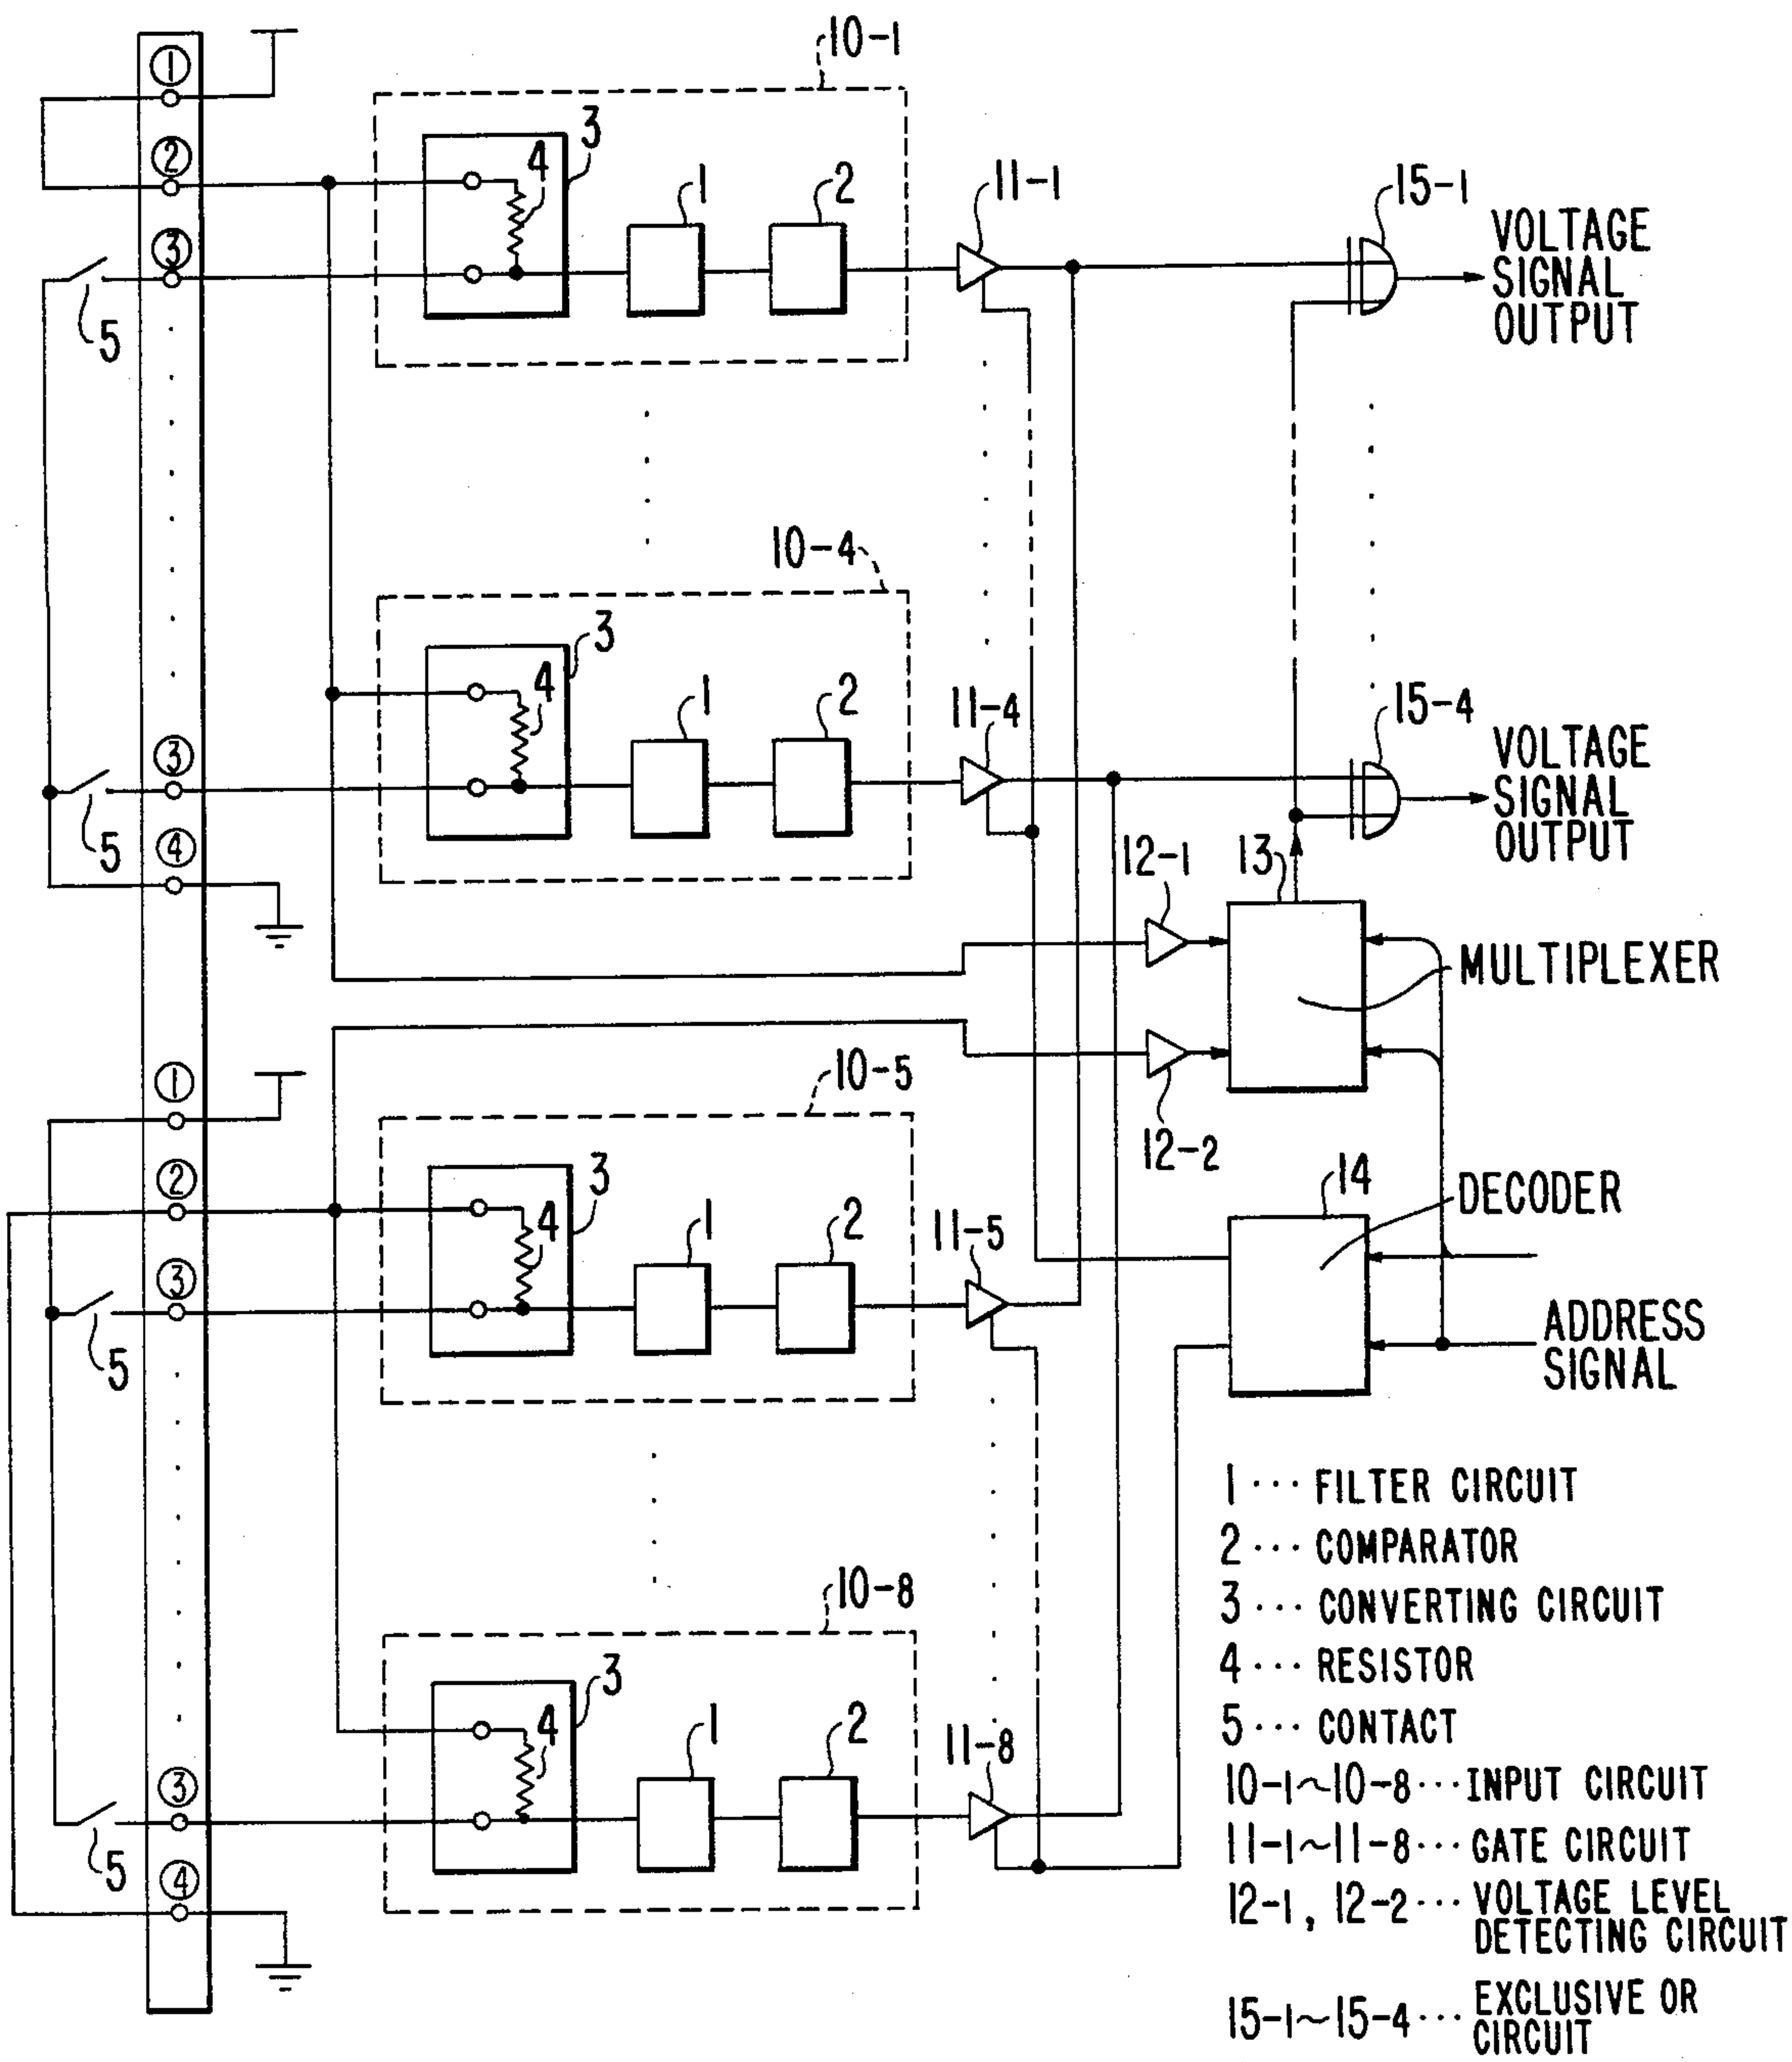 10-1
①
②
3
4
1
2
11-1
15-1
VOLTAGE
SIGNAL
OUTPUT
③
5
10-4
3
4
1
2
11-4
15-4
VOLTAGE
SIGNAL
OUTPUT
③
5
④
12-1
13
MULTIPLEXER
①
10-5
12-2
②
3
4
1
2
11-5
14
DECODER
③
5
ADDRESS
SIGNAL
10-8
3
4
1
2
11-8
③
5
④
1 ··· FILTER CIRCUIT
2 ··· COMPARATOR
3 ··· CONVERTING CIRCUIT
4 ··· RESISTOR
5 ··· CONTACT
10-1~10-8 ··· INPUT CIRCUIT
11-1~11-8 ··· GATE CIRCUIT
12-1, 12-2 ··· VOLTAGE LEVEL
DETECTING CIRCUIT
15-1~15-4 ··· EXCLUSIVE OR
CIRCUIT